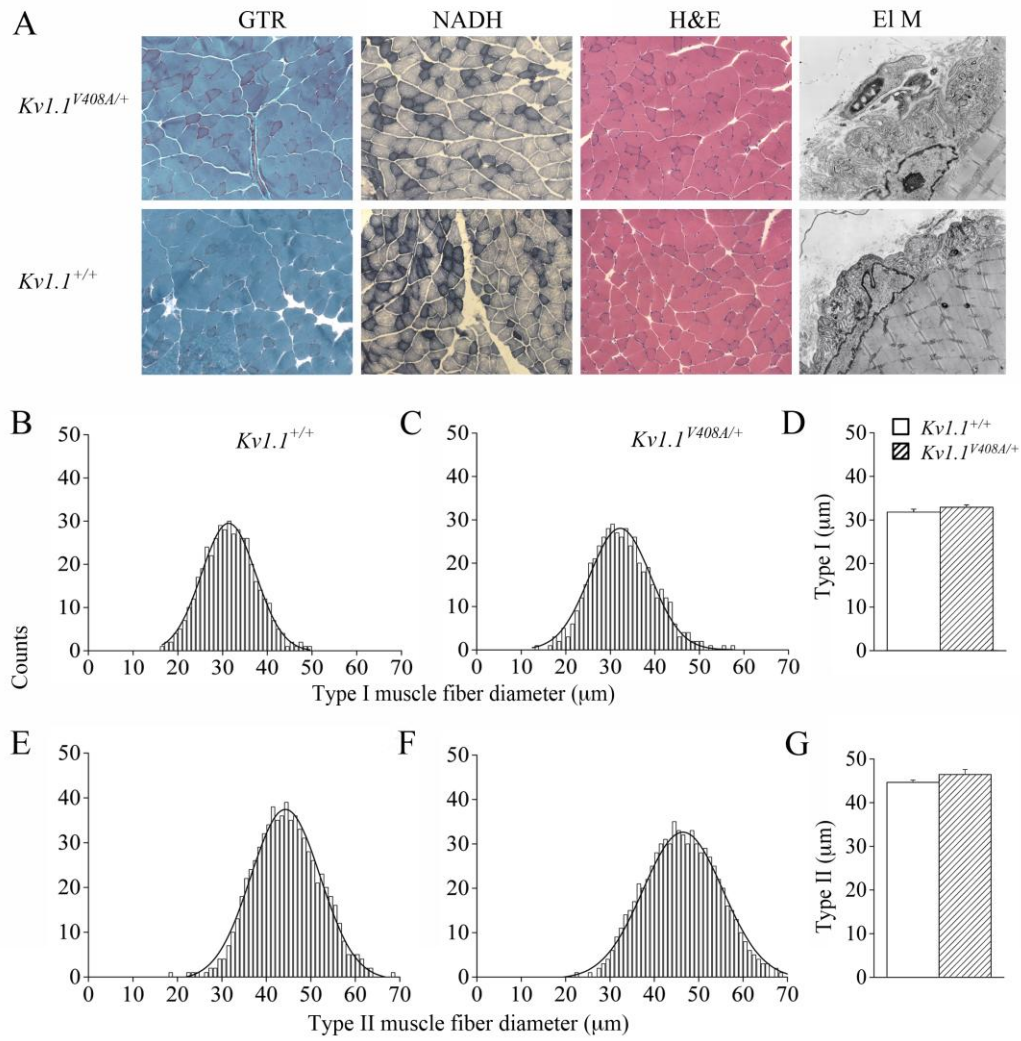 A
GTR
NADH
H&E
El M
Kv1.1V408A/+
Kv1.1+/+
B
Kv1.1+/+
C
Kv1.1V408A/+
D
Kv1.1+/+
Kv1.1V408A/+
Counts
50
40
30
20
10
0
0 10 20 30 40 50 60 70
50
40
30
20
10
0
0 10 20 30 40 50 60 70
Type I muscle fiber diameter (μm)
Type I (μm)
50
40
30
20
10
0
E
50
40
30
20
10
0
0 10 20 30 40 50 60 70
F
50
40
30
20
10
0
0 10 20 30 40 50 60 70
Type II muscle fiber diameter (μm)
G
Type II (μm)
50
40
30
20
10
0